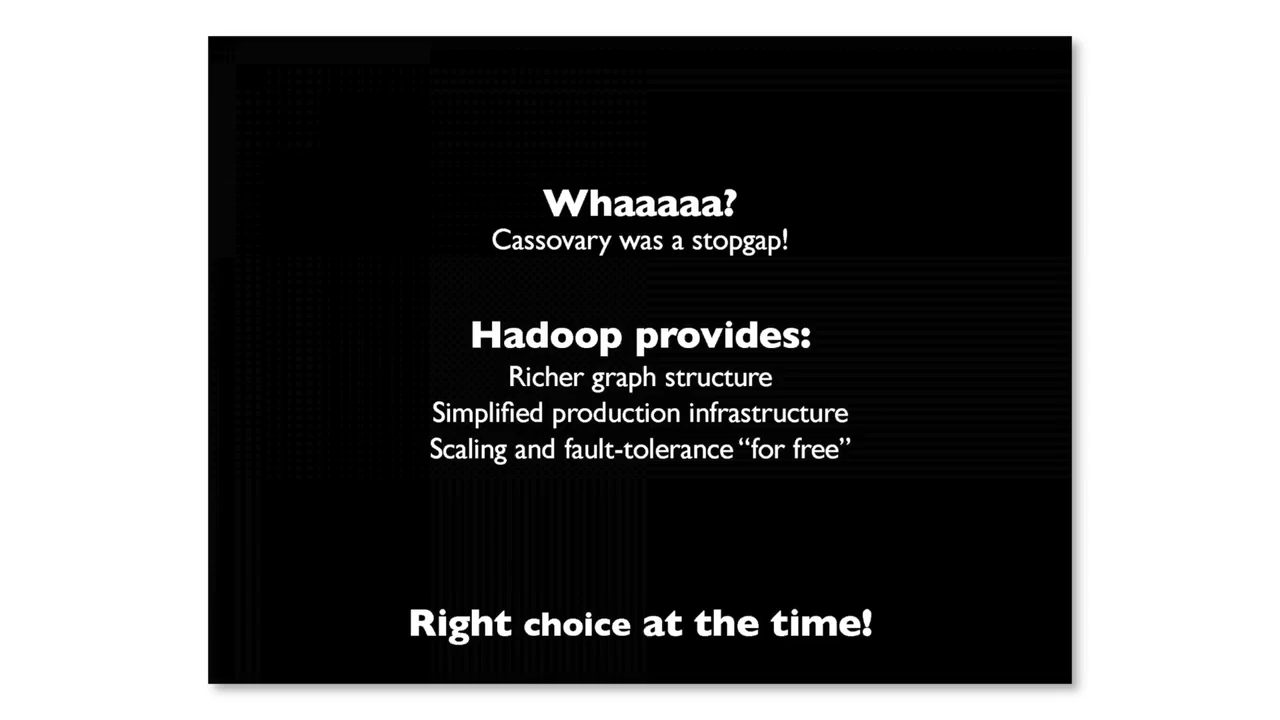 Whaaaaa?
Cassovary was a stopgap!
Hadoop provides:
Richer graph structure
Simplified production infrastructure
Scaling and fault-tolerance “for free”
Right choice at the time!